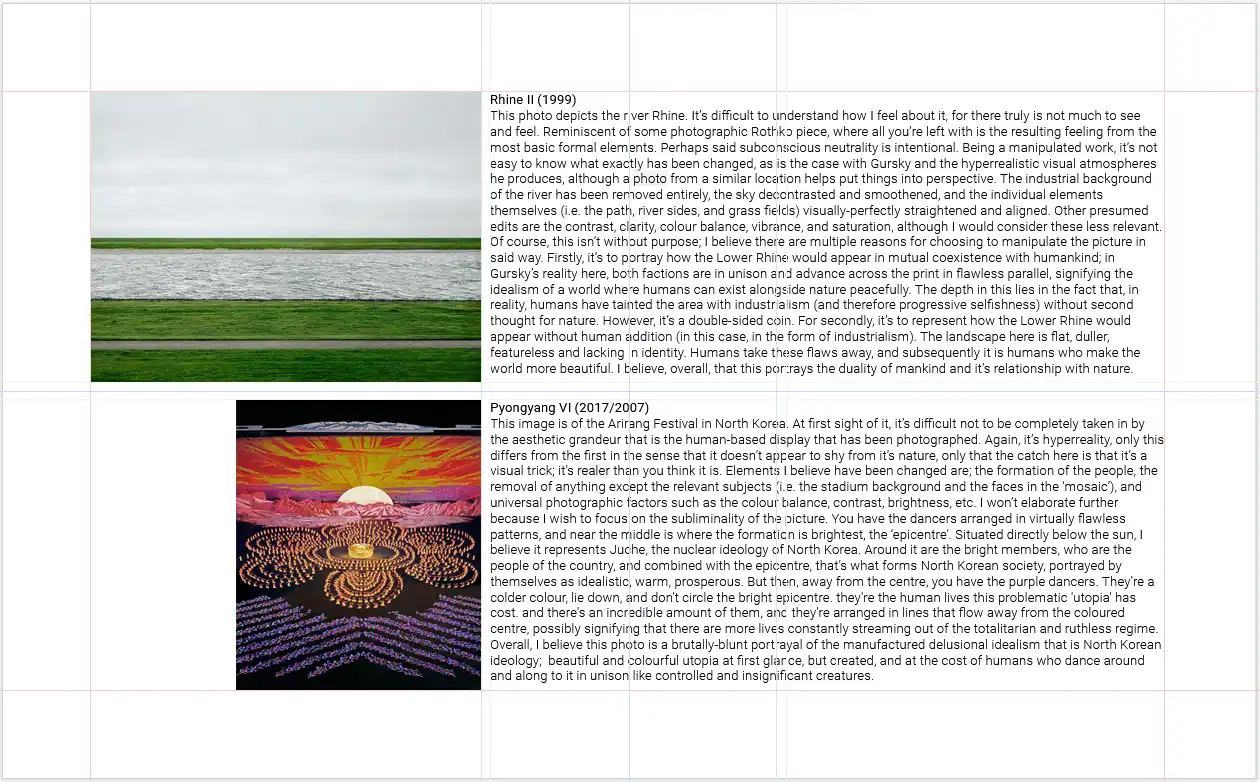 Rhine II (1999)
This photo depicts the river Rhine. It's difficult to understand how I feel about it, for there truly is not much to see
and feel. Reminiscent of some photographic Rothko piece, where all you're left with is the resulting feeling from the
most basic formal elements. Perhaps said subconscious neutrality is intentional. Being a manipulated work, it's not
easy to know what exactly has been changed, as is the case with Gursky and the hyperrealistic visual atmospheres
he produces, although a photo from a similar location helps put things into perspective. The industrial background
of the river has been removed entirely, the sky decontrasted and smoothened, and the individual elements
themselves (i.e. the path, river sides, and grass fields) visually-perfectly straightened and aligned. Other presumed
edits are the contrast, clarity, colour balance, vibrance, and saturation, although I would consider these less relevant.
Of course, this isn't without purpose; I believe there are multiple reasons for choosing to manipulate the picture in
said way. Firstly, it's to portray how the Lower Rhine would appear in mutual coexistence with humankind; in
Gursky's reality here, both factions are in unison and advance across the print in flawless parallel, signifying the
idealism of a world where humans can exist alongside nature peacefully. The depth in this lies in the fact that, in
reality, humans have tainted the area with industrialism (and therefore progressive selfishness) without second
thought for nature. However, it's a double-sided coin. For secondly, it's to represent how the Lower Rhine would
appear without human addition (in this case, in the form of industrialism). The landscape here is flat, duller,
featureless and lacking in identity. Humans take these flaws away, and subsequently it is humans who make the
world more beautiful. I believe, overall, that this portrays the duality of mankind and it's relationship with nature.
Pyongyang VI (2017/2007)
This image is of the Arirang Festival in North Korea. At first sight of it, it's difficult not to be completely taken in by
the aesthetic grandeur that is the human-based display that has been photographed. Again, it's hyperreality, only this
differs from the first in the sense that it doesn't appear to shy from it's nature, only that the catch here is that it's a
visual trick; it's realer than you think it is. Elements I believe have been changed are; the formation of the people, the
removal of anything except the relevant subjects (i.e. the stadium background and the faces in the 'mosaic'), and
universal photographic factors such as the colour balance, contrast, brightness, etc. I won't elaborate further
because I wish to focus on the subliminality of the picture. You have the dancers arranged in virtually flawless
patterns, and near the middle is where the formation is brightest, the 'epicentre'. Situated directly below the sun, I
believe it represents Juche, the nuclear ideology of North Korea. Around it are the bright members, who are the
people of the country, and combined with the epicentre, that's what forms North Korean society, portrayed by
themselves as idealistic, warm, prosperous. But then, away from the centre, you have the purple dancers. They're a
colder colour, lie down, and don't circle the bright epicentre. they're the human lives this problematic 'utopia' has
cost, and there's an incredible amount of them, and they're arranged in lines that flow away from the coloured
centre, possibly signifying that there are more lives constantly streaming out of the totalitarian and ruthless regime.
Overall, I believe this photo is a brutally-blunt portrayal of the manufactured delusional idealism that is North Korean
ideology;  beautiful and colourful utopia at first glance, but created, and at the cost of humans who dance around
and along to it in unison like controlled and insignificant creatures.